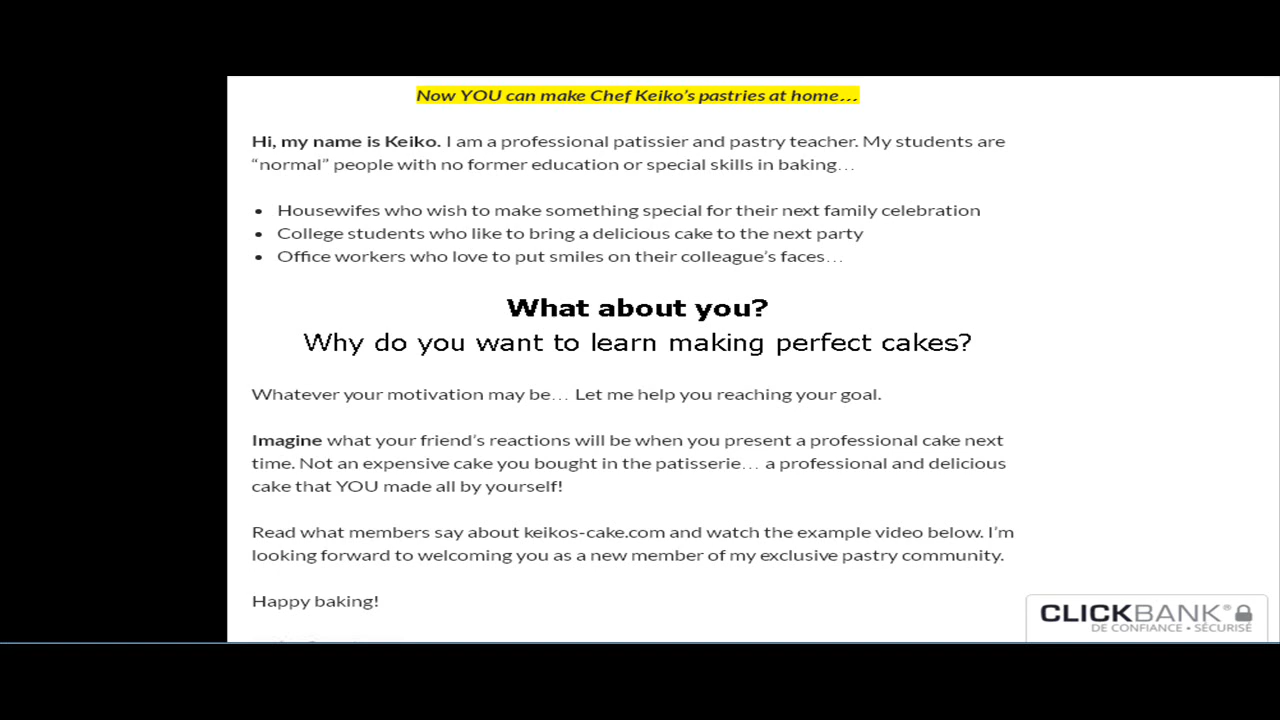 Now YOU can make Chef Keiko's pastries at home…
Hi, my name is Keiko. I am a professional patissier and pastry teacher. My students are
“normal” people with no former education or special skills in baking…
• Housewifes who wish to make something special for their next family celebration
• College students who like to bring a delicious cake to the next party
• Office workers who love to put smiles on their colleague's faces…
What about you?
Why do you want to learn making perfect cakes?
Whatever your motivation may be… Let me help you reaching your goal.
Imagine what your friend's reactions will be when you present a professional cake next
time. Not an expensive cake you bought in the patisserie… a professional and delicious
cake that YOU made all by yourself!
Read what members say about keikos-cake.com and watch the example video below. I'm
looking forward to welcoming you as a new member of my exclusive pastry community.
Happy baking!
CLICKBANK®
DE CONFIANCE • SÉCURISÉ